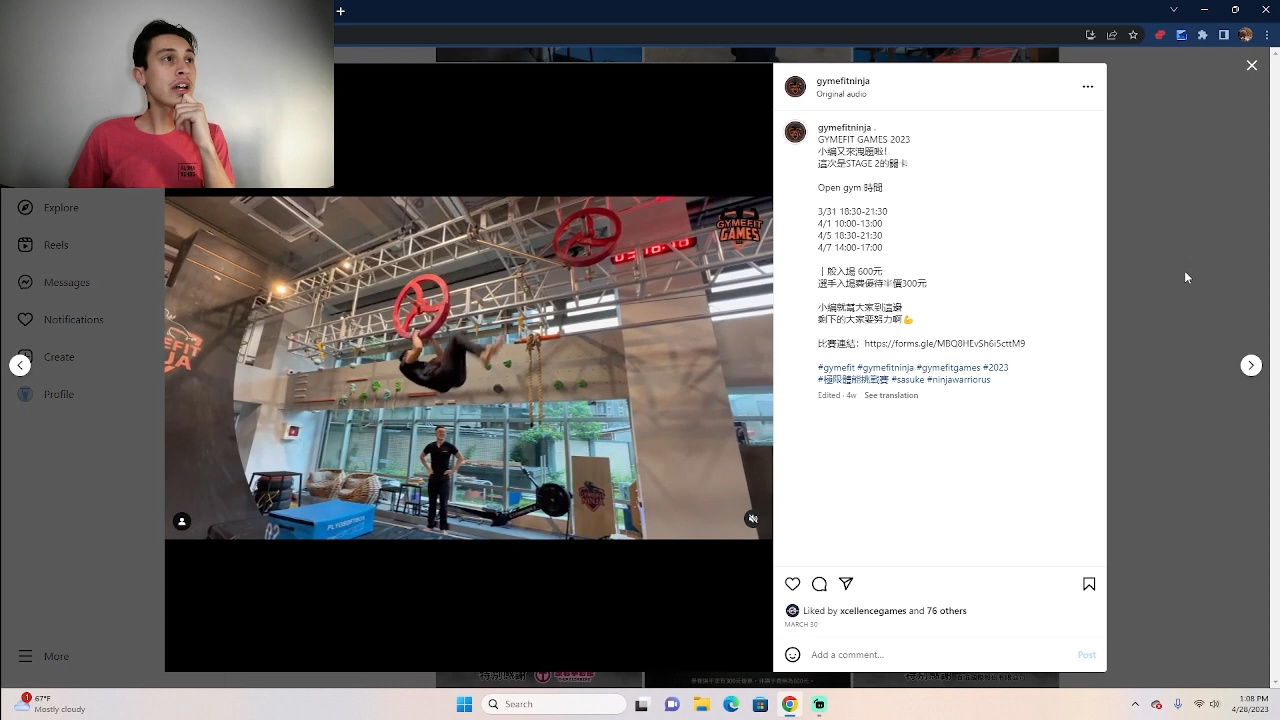 Explore
Reels
Messages
Notifications
Create
Profile
More
GYMEFIT
GAMES
gymefitninja
Original audio
gymefitninja .
GYMEFIT GAMES 2023
小編又來洩題啦!
這次是STAGE 2的關卡
Open gym 時間
3/31 18:30-21:30
4/1 10:00-13:00
4/5 18:30-21:30
4/7 14:00-17:00
｜般入場 600元
選手入場費優待半價300元
小編就幫大家到這邊
剩下的大家要努力啊💪
比賽連結：https://forms.gle/MBQ8HEvSh6i5cttM9
#gymefit #gymefitninja #gymefitgames #2023
#極限體能挑戰賽 #sasuke #ninjawarriorus
Edited · 4w See translation
Liked by xcellencegames and 76 others
MARCH 30
Add a comment...
Post
Mostly cloudy
Search
4:08 PM
4/28/2023